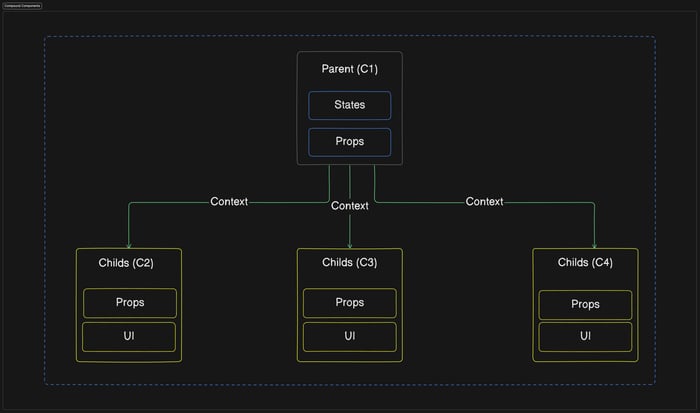 Compound Components
Parent (C1)
States
Props
Context
Context
Context
Childs (C2)
Props
UI
Childs (C3)
Props
UI
Childs (C4)
Props
UI